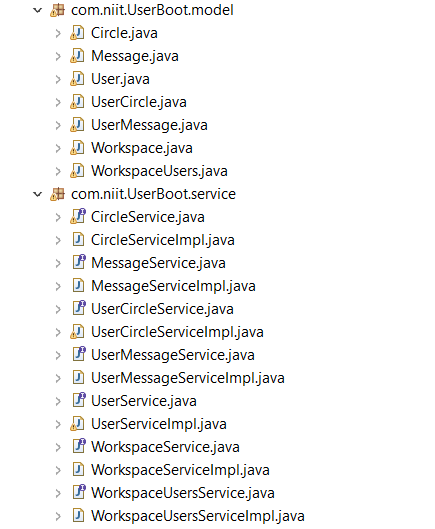 com.niit.UserBoot.model
Circle.java
Message.java
User.java
UserCircle.java
UserMessage.java
Workspace.java
WorkspaceUsers.java
com.niit.UserBoot.service
CircleService.java
CircleServiceImpl.java
MessageService.java
MessageServiceImpl.java
UserCircleService.java
UserCircleServiceImpl.java
UserMessageService.java
UserMessageServiceImpl.java
UserService.java
UserServiceImpl.java
WorkspaceService.java
WorkspaceServiceImpl.java
WorkspaceUsersService.java
WorkspaceUsersServiceImpl.java